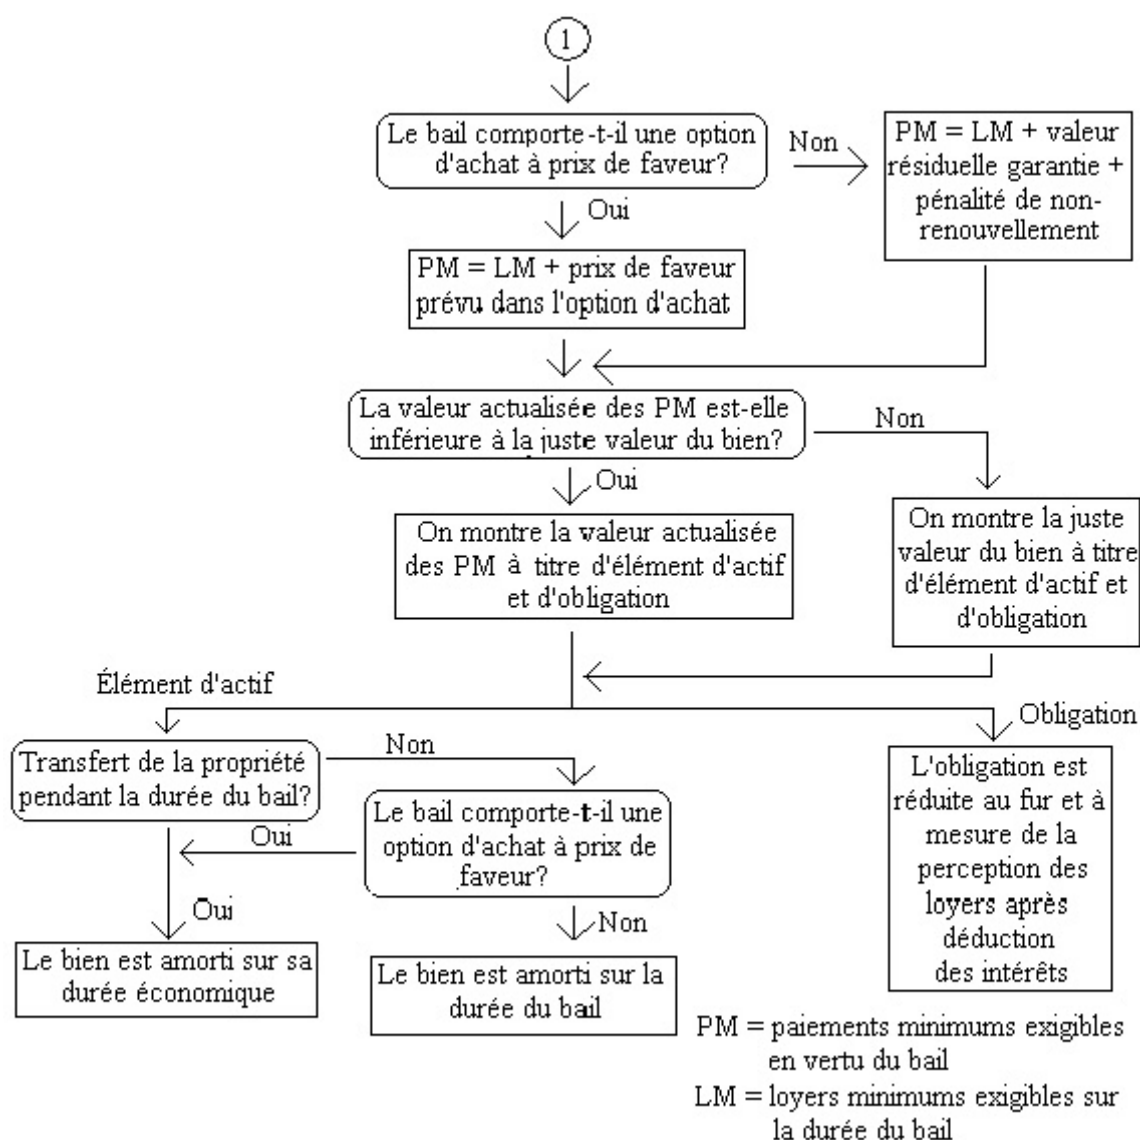 1
Le bail comporte-t-il une option
d'achat à prix de faveur?
Non
PM = LM + valeur
résiduelle garantie +
pénalité de non-
renouvellement
Oui
PM = LM + prix de faveur
prévu dans l'option d'achat
La valeur actualisée des PM est-elle
inférieure à la juste valeur du bien?
Non
Oui
On montre la valeur actualisée
des PM à titre d'élément d'actif
et d'obligation
On montre la juste
valeur du bien à titre
d'élément d'actif et
d'obligation
Élément d'actif
Obligation
Transfert de la propriété
pendant la durée du bail?
Non
Le bail comporte-t-il une
option d'achat à prix de
faveur?
Oui
Oui
Non
Le bien est amorti sur sa
durée économique
Le bien est amorti sur la
durée du bail
L'obligation est
réduite au fur et à
mesure de la
perception des
loyers après
déduction
des intérêts
PM = paiements minimums exigibles
en vertu du bail
LM = loyers minimums exigibles sur
la durée du bail